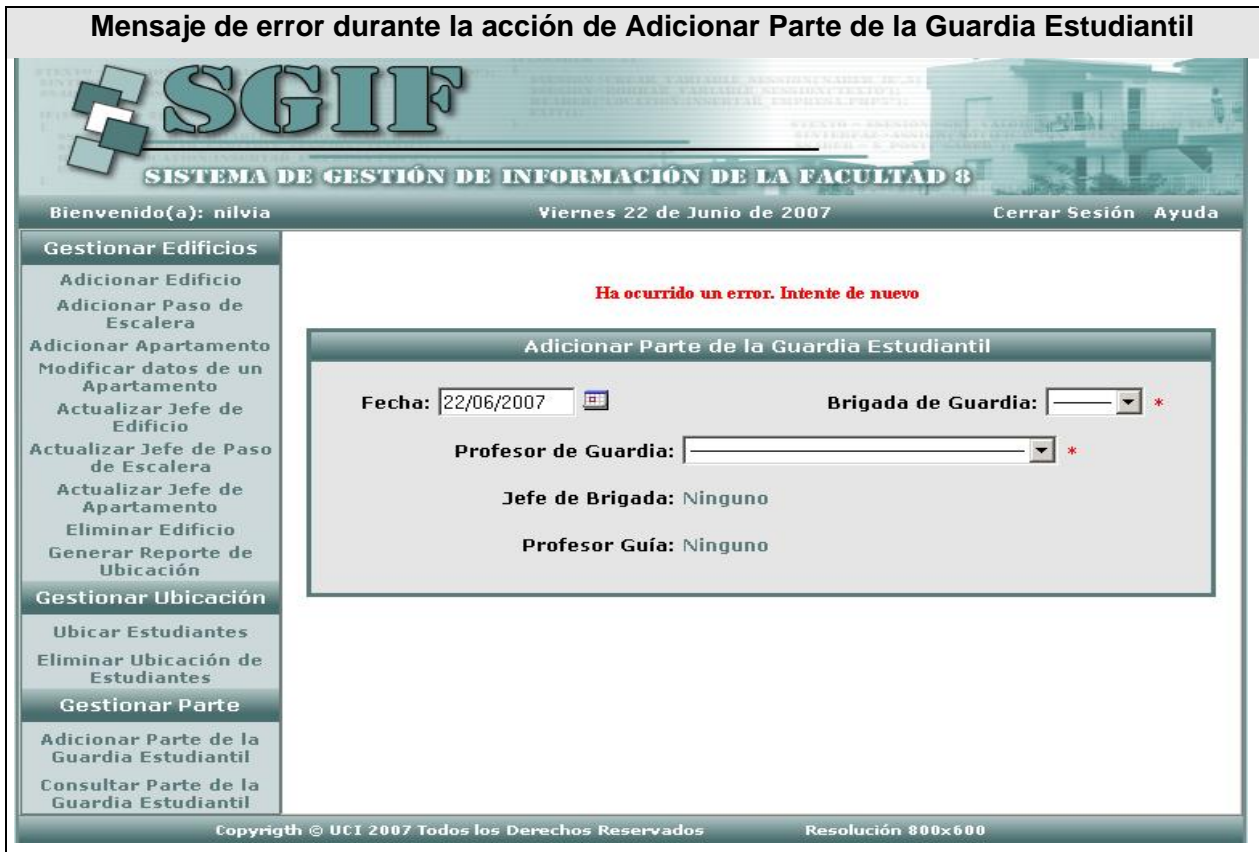 Mensaje de error durante la acción de Adicionar Parte de la Guardia Estudiantil
SGIF
SISTEMA DE GESTIÓN DE INFORMACIÓN DE LA FACULTAD 8
Bienvenido(a): nilvia
Viernes 22 de Junio de 2007
Cerrar Sesión Ayuda
Gestionar Edificios
Adicionar Edificio
Adicionar Paso de
Escalera
Adicionar Apartamento
Modificar datos de un
Apartamento
Actualizar Jefe de
Edificio
Actualizar Jefe de Paso
de Escalera
Actualizar Jefe de
Apartamento
Eliminar Edificio
Generar Reporte de
Ubicación
Gestionar Ubicación
Ubicar Estudiantes
Eliminar Ubicación de
Estudiantes
Gestionar Parte
Adicionar Parte de la
Guardia Estudiantil
Consultar Parte de la
Guardia Estudiantil
Ha ocurrido un error. Intente de nuevo
Adicionar Parte de la Guardia Estudiantil
Fecha: 22/06/2007
Brigada de Guardia: *
Profesor de Guardia: *
Jefe de Brigada: Ninguno
Profesor Guía: Ninguno
Copyrigth © UCI 2007 Todos los Derechos Reservados
Resolución 800x600